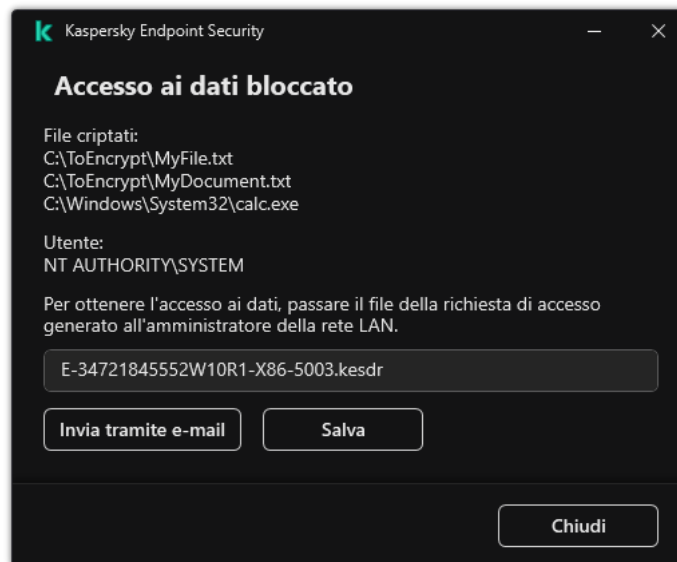 Kaspersky Endpoint Security
Accesso ai dati bloccato
File criptati:
C:\ToEncrypt\MyFile.txt
C:\ToEncrypt\MyDocument.txt
C:\Windows\System32\calc.exe
Utente:
NT AUTHORITY\SYSTEM
Per ottenere l'accesso ai dati, passare il file della richiesta di accesso
generato all'amministratore della rete LAN.
E-34721845552W10R1-X86-5003.kesdr
Invia tramite e-mail
Salva
Chiudi